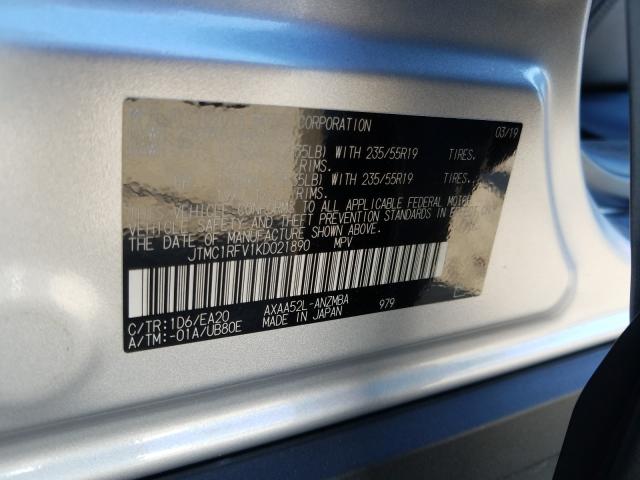 CORPORATION 03/19
LB) WITH 235/55R19 TIRES.
RIMS.
LB) WITH 235/55R19 TIRES.
RIMS.
VEHICLE CONFORMS TO ALL APPLICABLE FEDERAL MOTOR
VEHICLE SAFETY AND THEFT PREVENTION STANDARDS IN EFFECT ON
THE DATE OF MANUFACTURE SHOWN ABOVE.
JTMC1RFV1KD021890 MPV
C/TR:1D6/EA20 AXAA52L-ANZMBA 979
A/TM:-01A/UB80E MADE IN JAPAN